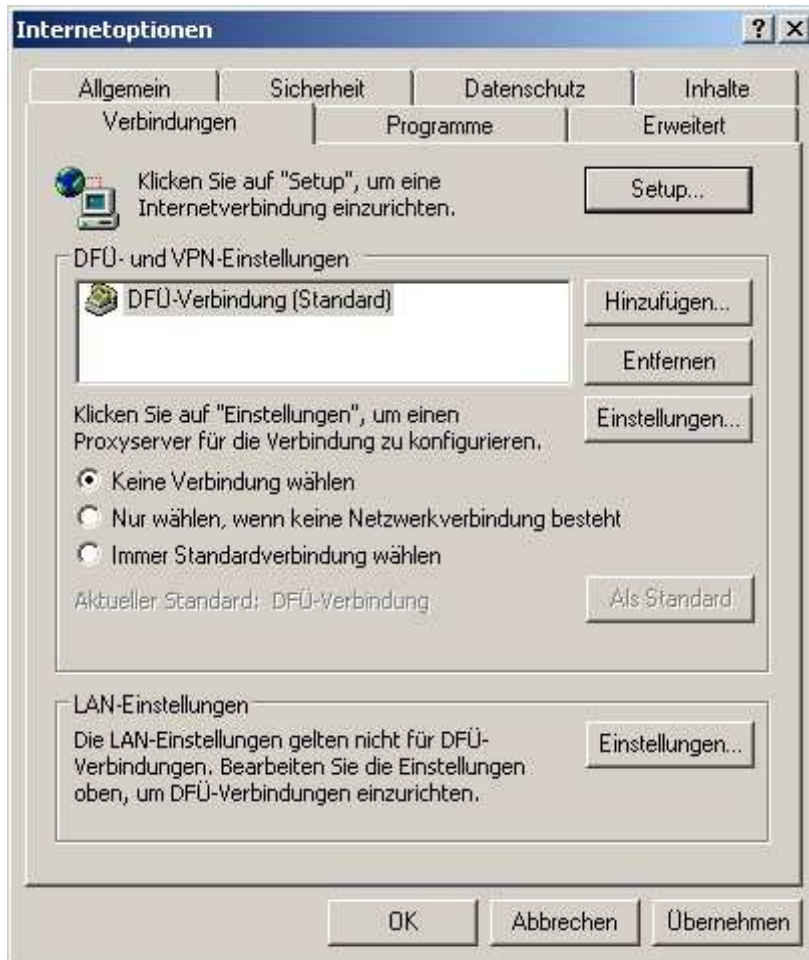 Internetoptionen
Allgemein
Sicherheit
Datenschutz
Inhalte
Verbindungen
Programme
Erweitert
Klicken Sie auf "Setup", um eine
Internetverbindung einzurichten.
Setup...
DFÜ- und VPN-Einstellungen
DFÜ-Verbindung (Standard)
Hinzufügen...
Entfernen
Klicken Sie auf "Einstellungen", um einen
Proxyserver für die Verbindung zu konfigurieren.
Einstellungen...
Keine Verbindung wählen
Nur wählen, wenn keine Netzwerkverbindung besteht
Immer Standardverbindung wählen
Aktueller Standard: DFÜ-Verbindung
Als Standard
LAN-Einstellungen
Die LAN-Einstellungen gelten nicht für DFÜ-
Verbindungen. Bearbeiten Sie die Einstellungen
oben, um DFÜ-Verbindungen einzurichten.
Einstellungen...
OK
Abbrechen
Übernehmen